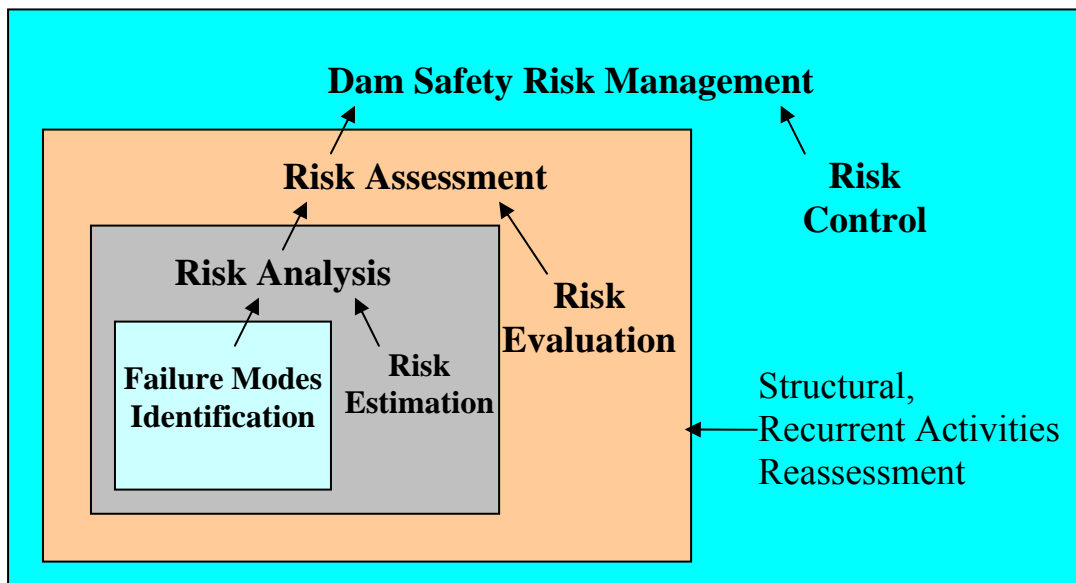 Dam Safety Risk Management
Risk Assessment
Risk
Control
Risk Analysis
Risk
Evaluation
Failure Modes
Identification
Risk
Estimation
Structural,
Recurrent Activities
Reassessment